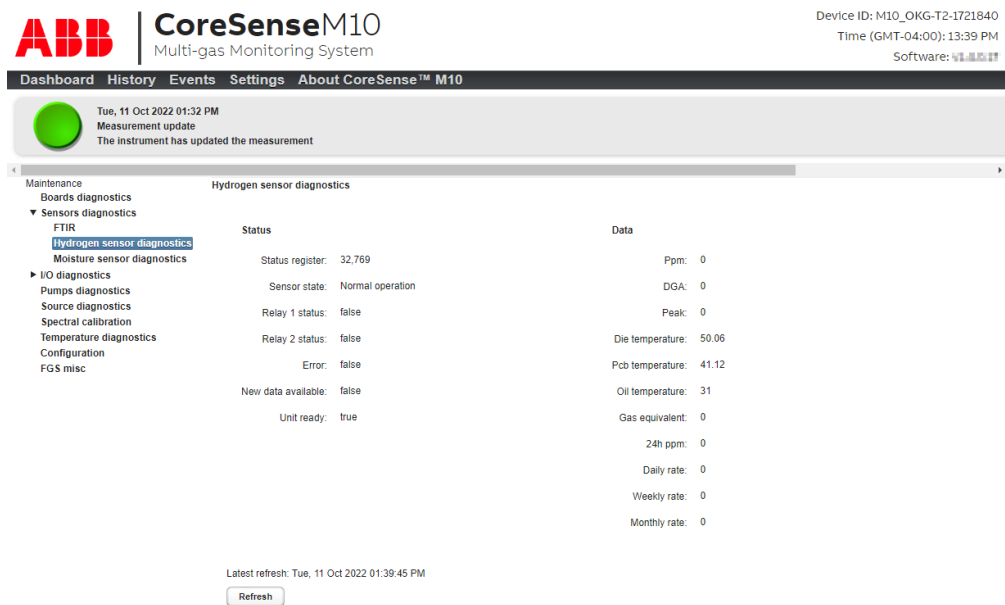 ABB
CoreSenseM10
Multi-gas Monitoring System
Device ID: M10_OKG-T2-1721840
Time (GMT-04:00): 13:39 PM
Software:
Dashboard History Events Settings About CoreSense™ M10
Tue, 11 Oct 2022 01:32 PM
Measurement update
The instrument has updated the measurement
Maintenance
Boards diagnostics
▼ Sensors diagnostics
FTIR
Hydrogen sensor diagnostics
Moisture sensor diagnostics
► I/O diagnostics
Pumps diagnostics
Source diagnostics
Spectral calibration
Temperature diagnostics
Configuration
FGS misc
Hydrogen sensor diagnostics
Status
Status register: 32,769
Sensor state: Normal operation
Relay 1 status: false
Relay 2 status: false
Error: false
New data available: false
Unit ready: true
Data
Ppm: 0
DGA: 0
Peak: 0
Die temperature: 50.06
Pcb temperature: 41.12
Oil temperature: 31
Gas equivalent: 0
24h ppm: 0
Daily rate: 0
Weekly rate: 0
Monthly rate: 0
Latest refresh: Tue, 11 Oct 2022 01:39:45 PM
Refresh